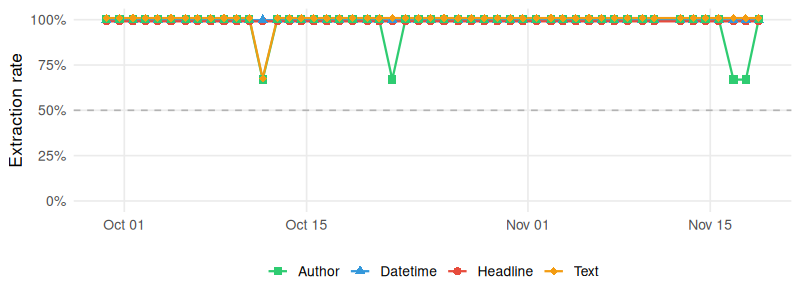 100%
75%
50%
25%
0%
Extraction rate
Oct 01 Oct 15 Nov 01 Nov 15
Author Datetime Headline Text